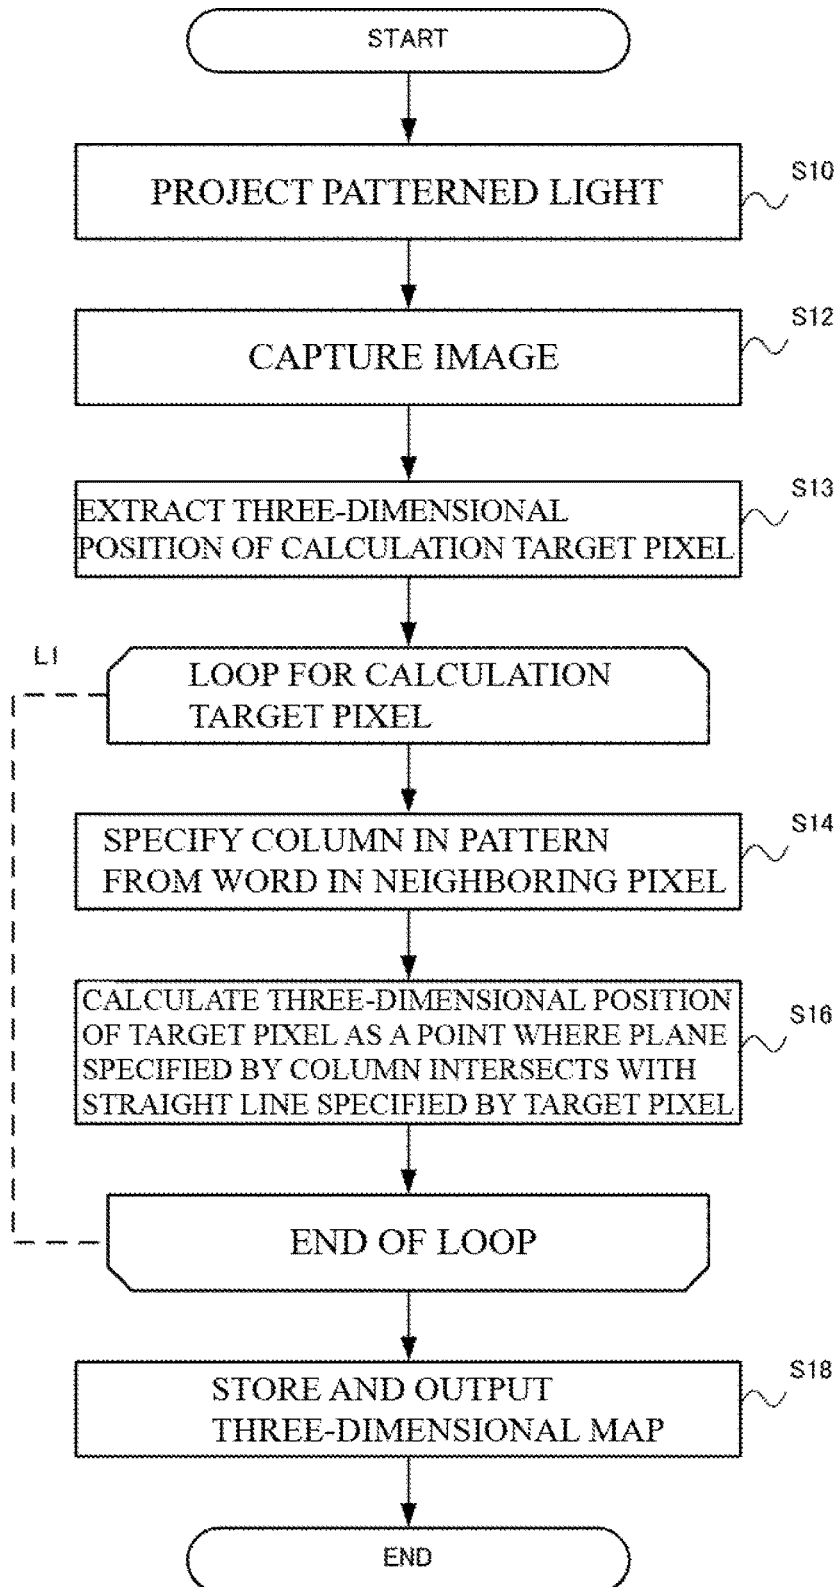 START
PROJECT PATTERNED LIGHT
S10
CAPTURE IMAGE
S12
EXTRACT THREE-DIMENSIONAL
POSITION OF CALCULATION TARGET PIXEL
S13
L1
LOOP FOR CALCULATION
TARGET PIXEL
SPECIFY COLUMN IN PATTERN
FROM WORD IN NEIGHBORING PIXEL
S14
CALCULATE THREE-DIMENSIONAL POSITION
OF TARGET PIXEL AS A POINT WHERE PLANE
SPECIFIED BY COLUMN INTERSECTS WITH
STRAIGHT LINE SPECIFIED BY TARGET PIXEL
S16
END OF LOOP
STORE AND OUTPUT
THREE-DIMENSIONAL MAP
S18
END